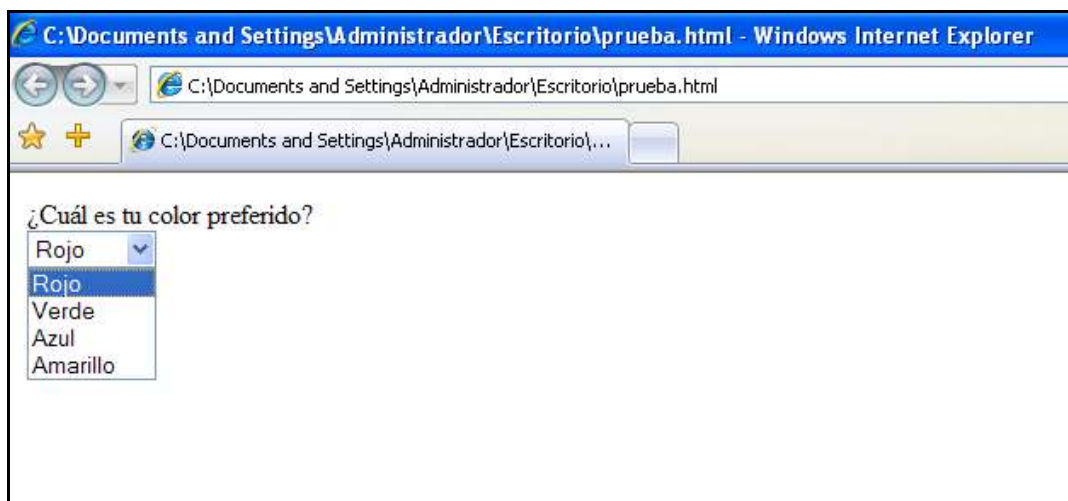 C:\Documents and Settings\Administrador\Escritorio\prueba.html - Windows Internet Explorer
C:\Documents and Settings\Administrador\Escritorio\prueba.html
C:\Documents and Settings\Administrador\Escritorio\...
¿Cuál es tu color preferido?
Rojo
Rojo
Verde
Azul
Amarillo